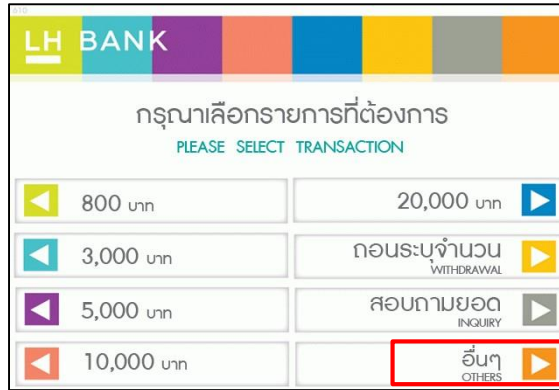 LH BANK
กรุณาเลือกรายการที่ต้องการ
PLEASE SELECT TRANSACTION
800 บาท
20,000 บาท
3,000 บาท
ถอนระบุจำนวน
WITHDRAWAL
5,000 บาท
สอบถามยอด
INQUIRY
10,000 บาท
อื่นๆ
OTHERS